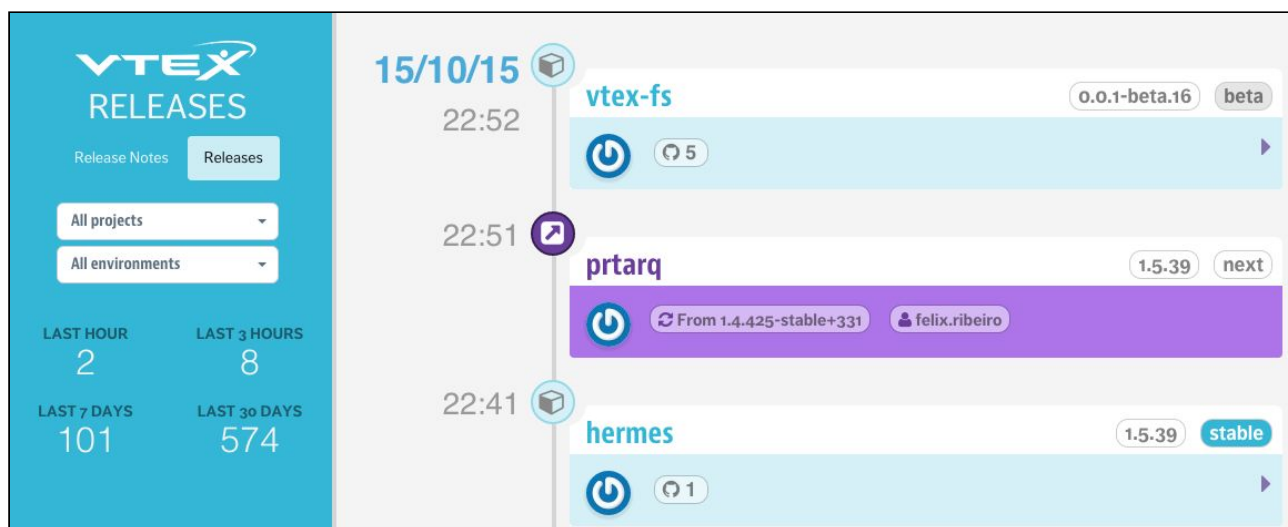 VTEX
RELEASES
Release Notes Releases
All projects
All environments
LAST HOUR LAST 3 HOURS
2 8
LAST 7 DAYS LAST 30 DAYS
101 574
15/10/15
22:52
vtex-fs 0.0.1-beta.16 beta
5
22:51
prtarq 1.5.39 next
From 1.4.425-stable+331 felix.ribeiro
22:41
hermes 1.5.39 stable
1